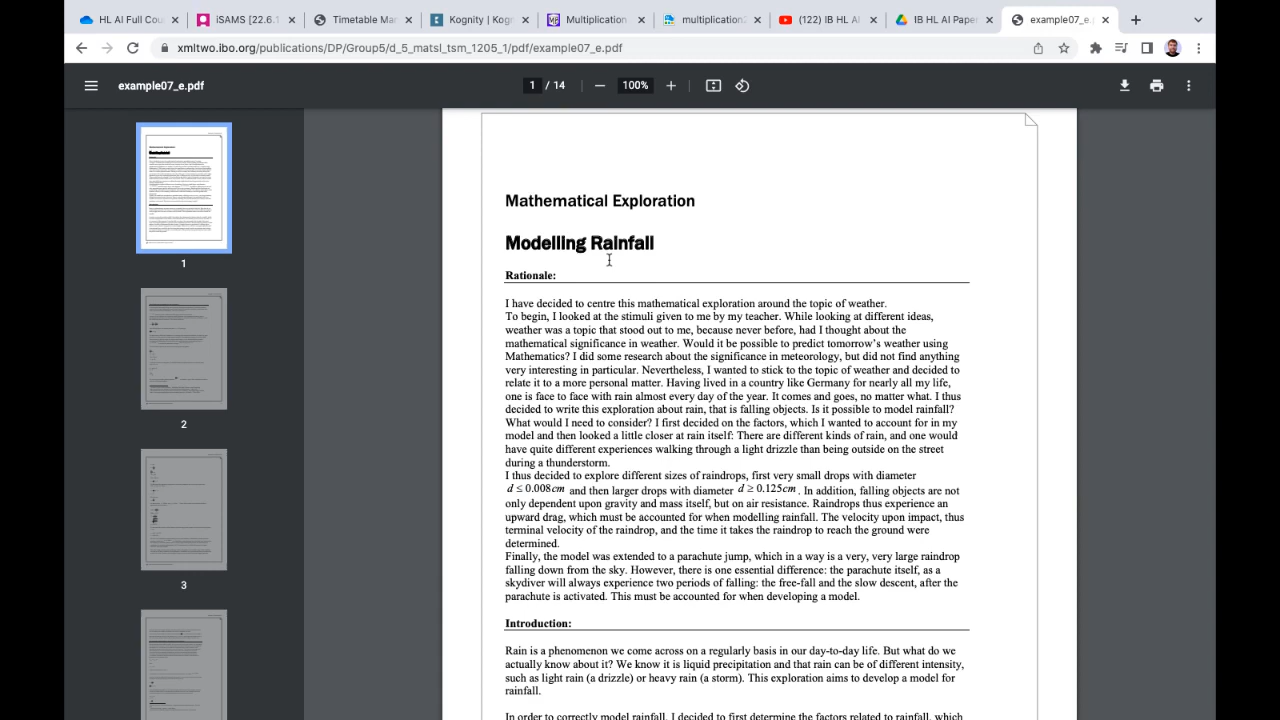 HL AI Full Cou
iSAMS [22.6.1
Timetable Mar
Kognity | Kogn
Multiplication
multiplication2
(122) IB HL AI
IB HL AI Paper
example07_e.p
xmltwo.ibo.org/publications/DP/Group5/d_5_matsl_tsm_1205_1/pdf/example07_e.pdf
example07_e.pdf
1 / 14
100%
1
2
3
Mathematical Exploration
Modelling Rainfall
Rationale:
I have decided to centre this mathematical exploration around the topic of weather.
To begin, I looked at the stimuli given to me by my teacher. While looking at different ideas,
weather was a topic that stood out to me, because never before, had I thought about the
mathematical significance in weather. Would it be possible to predict tomorrow's weather using
Mathematics? I did some research about the significance in meteorology, but did not find anything
very interesting in particular. Nevertheless, I wanted to stick to the topic of weather and decided to
relate it to a more personal matter. Having lived in a country like Germany for nearly all my life,
one is face to face with rain almost every day of the year. It comes and goes, no matter what. I thus
decided to write this exploration about rain, that is falling objects. Is it possible to model rainfall?
What would I need to consider? I first decided on the factors, which I wanted to account for in my
model and then looked a little closer at rain itself: There are different kinds of rain, and one would
have quite different experiences walking through a light drizzle than being outside on the street
during a thunderstorm.
I thus decided to explore different sizes of raindrops, first very small drops with diameter
d ≤ 0.008cm and then larger drops with diameter d ≥ 0.125cm. In addition, falling objects are not
only dependent upon gravity and mass itself, but on air resistance. Raindrops thus experience an
upward drag, which must be accounted for when modelling rainfall. The velocity upon impact, thus
terminal velocity of the raindrop, and the time it takes the raindrop to reach the ground were
determined.
Finally, the model was extended to a parachute jump, which in a way is a very, very large raindrop
falling down from the sky. However, there is one essential difference: the parachute itself, as a
skydiver will always experience two periods of falling: the free-fall and the slow descent, after the
parachute is activated. This must be accounted for when developing a model.
Introduction:
Rain is a phenomenon we come across on a regularly basis in our day-to-day life. But what do we
actually know about it? We know it is liquid precipitation and that rain can be of different intensity,
such as light rain (a drizzle) or heavy rain (a storm). This exploration aims to develop a model for
rainfall.
In order to correctly model rainfall, I decided to first determine the factors related to rainfall, which